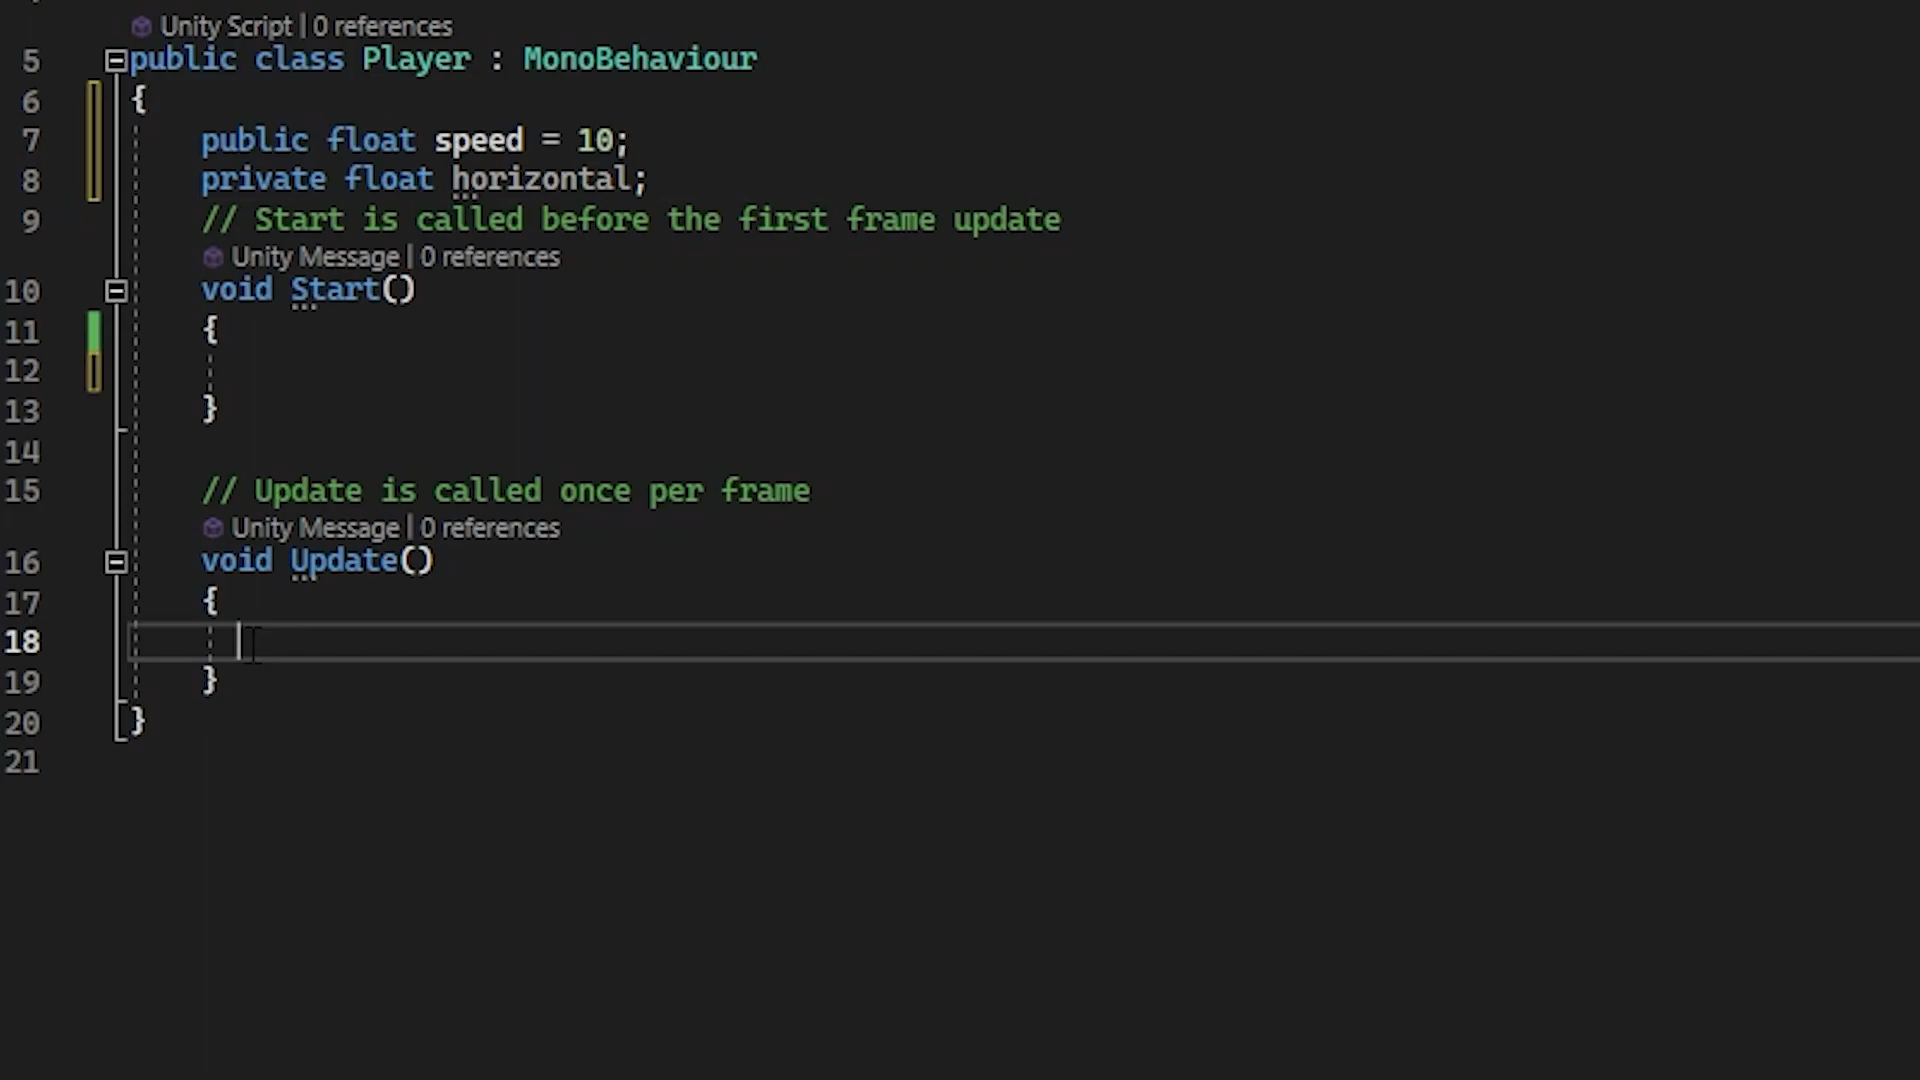 Unity Script | 0 references
5 public class Player : MonoBehaviour
6 {
7 public float speed = 10;
8 private float horizontal;
9 // Start is called before the first frame update
Unity Message | 0 references
10 void Start()
11 {
12
13 }
14
15 // Update is called once per frame
Unity Message | 0 references
16 void Update()
17 {
18
19 }
20 }
21